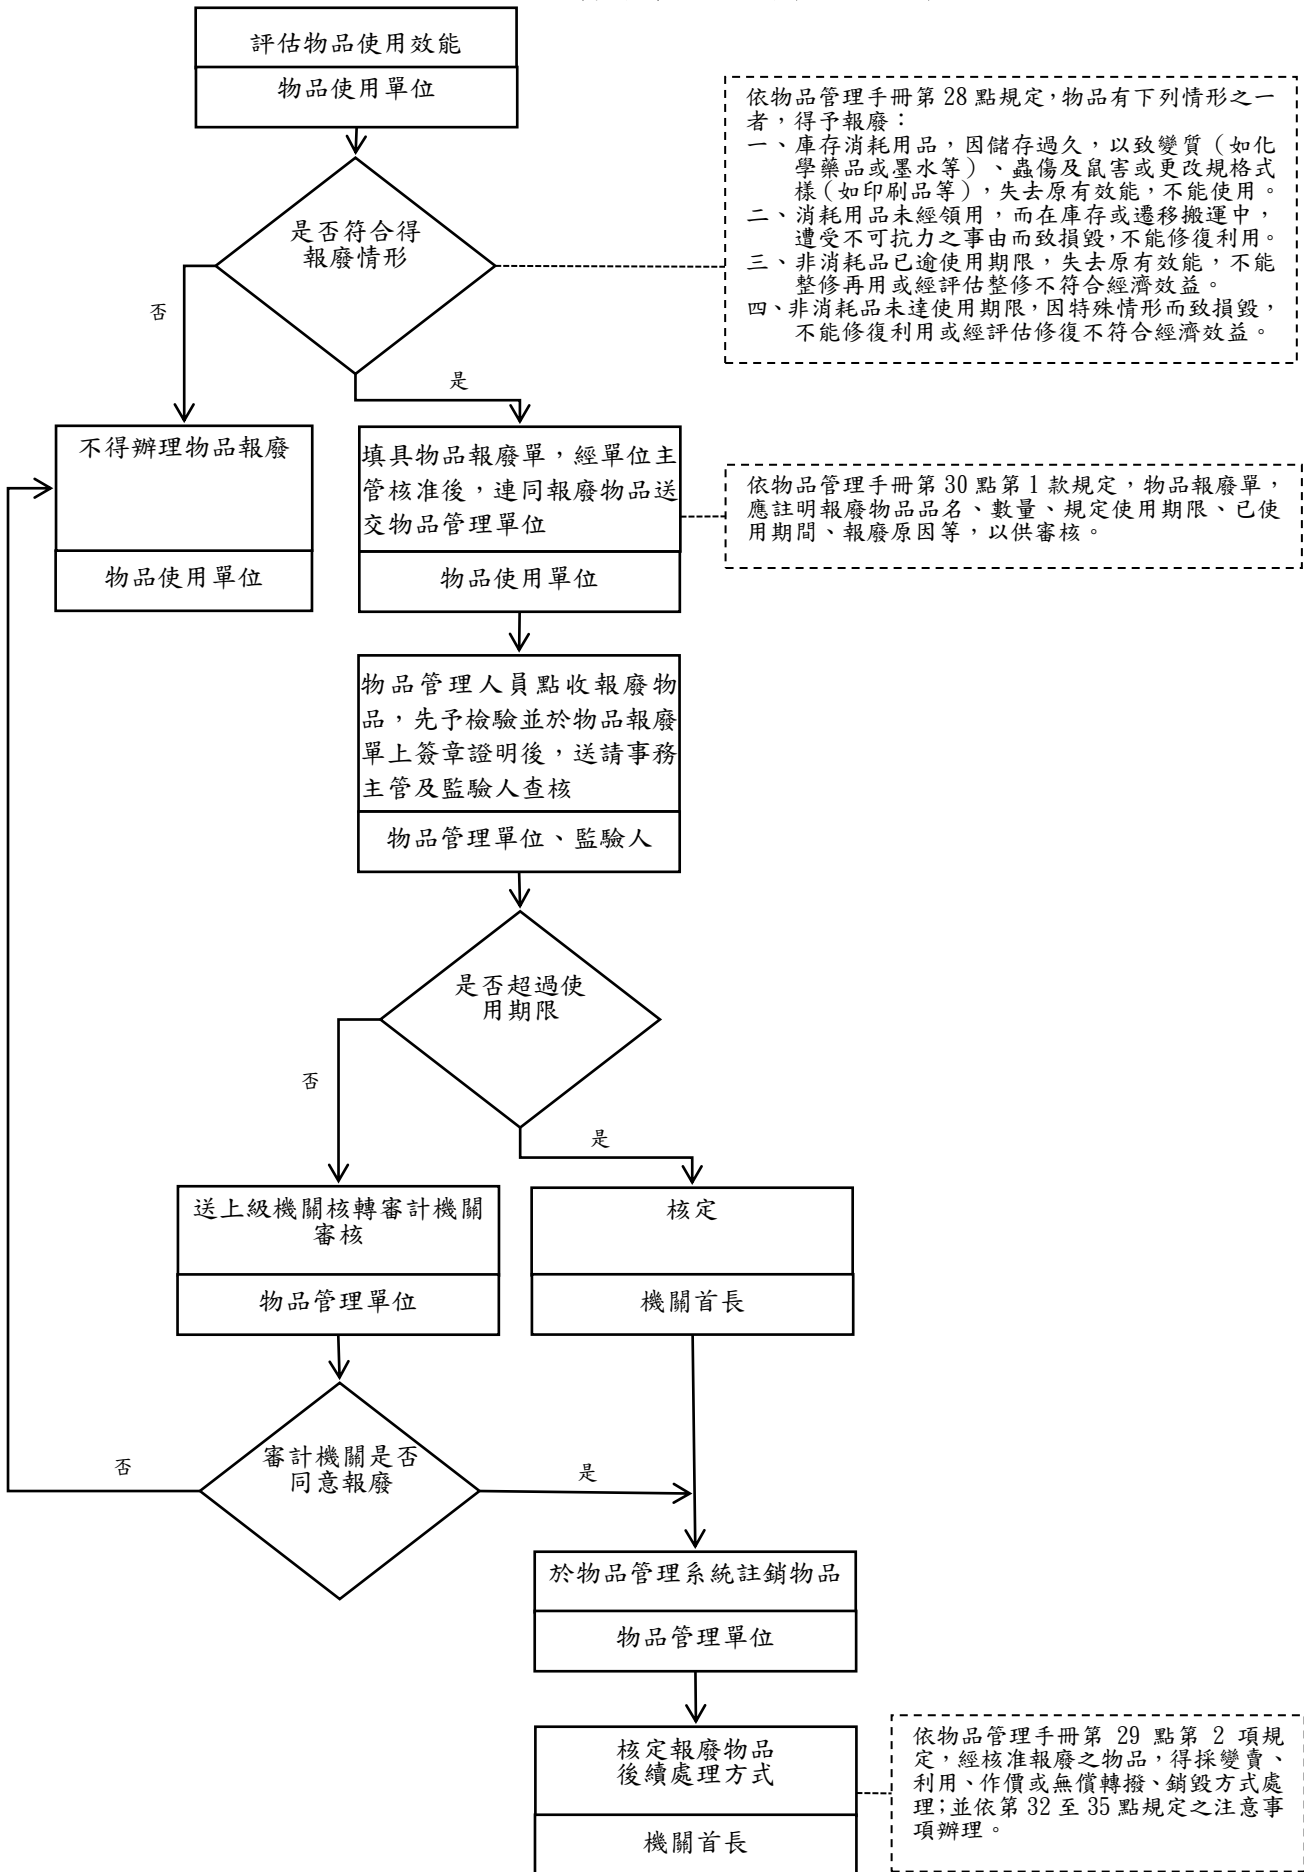 評估物品使用效能
物品使用單位
依物品管理手冊第 28 點規定，物品有下列情形之一
者，得予報廢：
一、庫存消耗用品，因儲存過久，以致變質（如化
學藥品或墨水等）、蟲傷及鼠害或更改規格式
樣（如印刷品等），失去原有效能，不能使用。
二、消耗用品未經領用，而在庫存或遷移搬運中，
遭受不可抗力之事由而致損毀，不能修復利用。
三、非消耗品已逾使用期限，失去原有效能，不能
整修再用或經評估整修不符合經濟效益。
四、非消耗品未達使用期限，因特殊情形而致損毀，
不能修復利用或經評估修復不符合經濟效益。
是否符合得
報廢情形
否
是
不得辦理物品報廢
物品使用單位
填具物品報廢單，經單位主
管核准後，連同報廢物品送
交物品管理單位
物品使用單位
依物品管理手冊第 30 點第 1 款規定，物品報廢單，
應註明報廢物品品名、數量、規定使用期限、已使
用期間、報廢原因等，以供審核。
物品管理人員點收報廢物
品，先予檢驗並於物品報廢
單上簽章證明後，送請事務
主管及監驗人查核
物品管理單位、監驗人
是否超過使
用期限
否
是
送上級機關核轉審計機關
審核
物品管理單位
核定
機關首長
審計機關是否
同意報廢
否
是
於物品管理系統註銷物品
物品管理單位
核定報廢物品
後續處理方式
機關首長
依物品管理手冊第 29 點第 2 項規
定，經核准報廢之物品，得採變賣、
利用、作價或無償轉撥、銷毀方式處
理；並依第 32 至 35 點規定之注意事
項辦理。